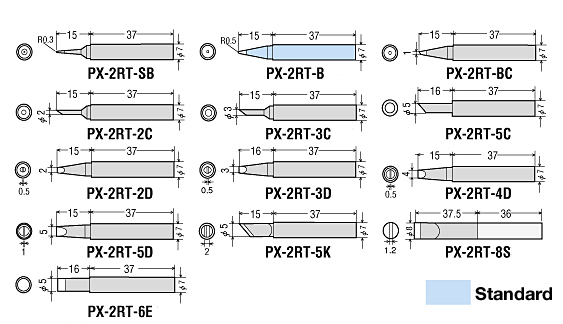 R0.3 15 37 φ7
PX-2RT-SB
R0.5 15 37 φ7
PX-2RT-B
1 15 37 φ7
PX-2RT-BC
φ2 15 37 φ7
PX-2RT-2C
φ3 15 37 φ7
PX-2RT-3C
φ5 16 37 φ7
PX-2RT-5C
0.5 2 15 37 φ7
PX-2RT-2D
0.5 3 15 37 φ7
PX-2RT-3D
0.5 4 15 37 φ7
PX-2RT-4D
1 5 15 37 φ7
PX-2RT-5D
2 φ5 15 37 φ7
PX-2RT-5K
1.2 φ8 37.5 36
PX-2RT-8S
φ5 16 37 φ7
PX-2RT-6E
Standard